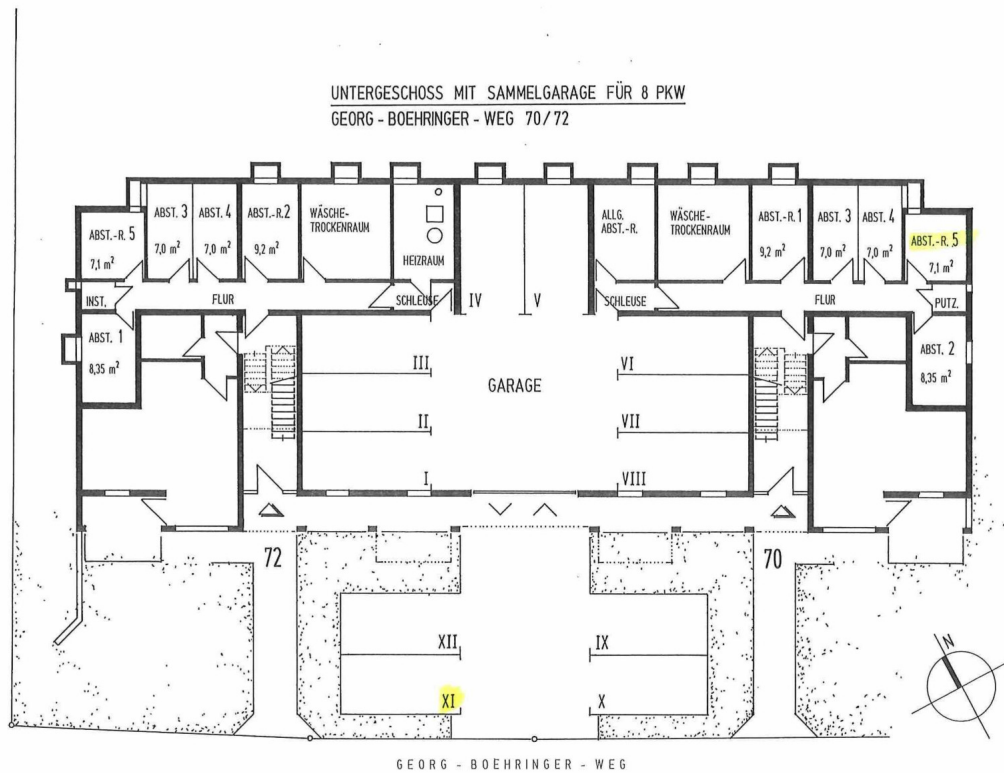 UNTERGESCHOSS MIT SAMMELGARAGE FÜR 8 PKW
GEORG - BOEHRINGER - WEG 70/72
ABST.-R. 5
7,1 m²
ABST. 3
7,0 m²
ABST. 4
7,0 m²
ABST.-R.2
9,2 m²
WÄSCHE-
TROCKENRAUM
HEIZRAUM
ALLG.
ABST.-R.
WÄSCHE-
TROCKENRAUM
ABST.-R.1
9,2 m²
ABST. 3
7,0 m²
ABST. 4
7,0 m²
ABST.-R. 5
7,1 m²
INST.
FLUR
SCHLEUSE
IV
V
SCHLEUSE
FLUR
PUTZ.
ABST. 1
8,35 m²
III
GARAGE
VI
ABST. 2
8,35 m²
II
VII
I
VIII
72
70
XII
IX
XI
X
N
GEORG - BOEHRINGER - WEG